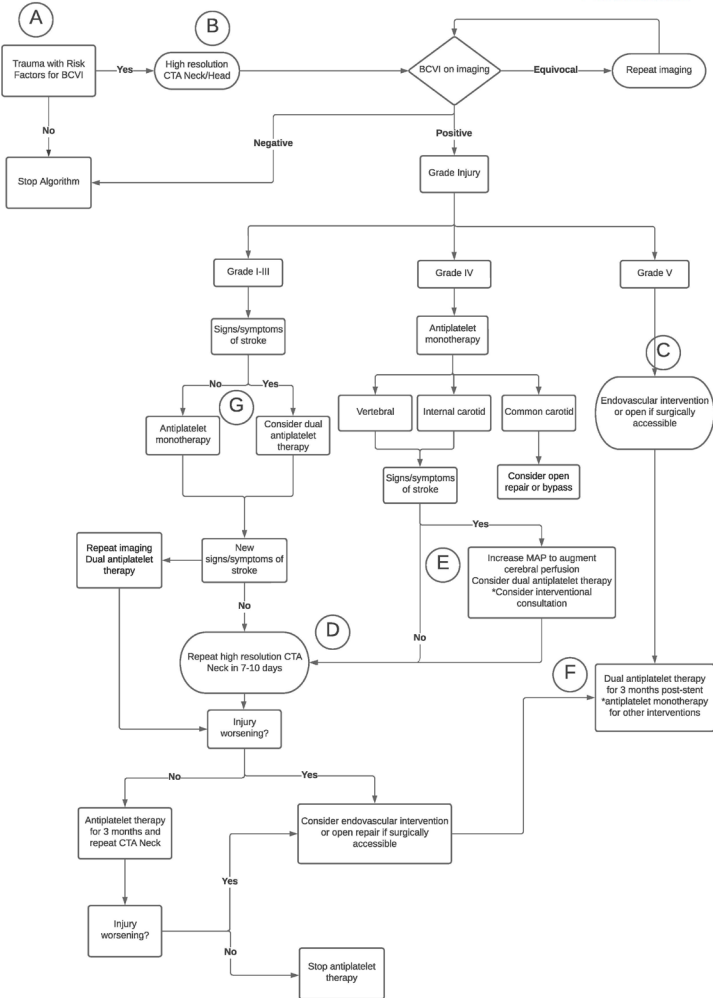 A
B
Trauma with Risk
Factors for BCVI
Yes
High resolution
CTA Neck/Head
BCVI on imaging
Equivocal
Repeat imaging
No
Negative
Positive
Stop Algorithm
Grade Injury
Grade I-III
Grade IV
Grade V
Signs/symptoms
of stroke
Antiplatelet
monotherapy
C
No
Yes
G
Antiplatelet
monotherapy
Consider dual
antiplatelet
therapy
Vertebral
Internal carotid
Common carotid
Endovascular intervention
or open if surgically
accessible
Signs/symptoms
of stroke
Consider open
repair or bypass
Yes
Repeat imaging
Dual antiplatelet
therapy
New
signs/symptoms of
stroke
E
Increase MAP to augment
cerebral perfusion
Consider dual antiplatelet therapy
*Consider interventional
consultation
No
D
No
Repeat high resolution CTA
Neck in 7-10 days
F
Dual antiplatelet therapy
for 3 months post-stent
*antiplatelet monotherapy
for other interventions
Injury
worsening?
No
Yes
Antiplatelet therapy
for 3 months and
repeat CTA Neck
Consider endovascular intervention
or open repair if surgically
accessible
Yes
Injury
worsening?
No
Stop antiplatelet
therapy